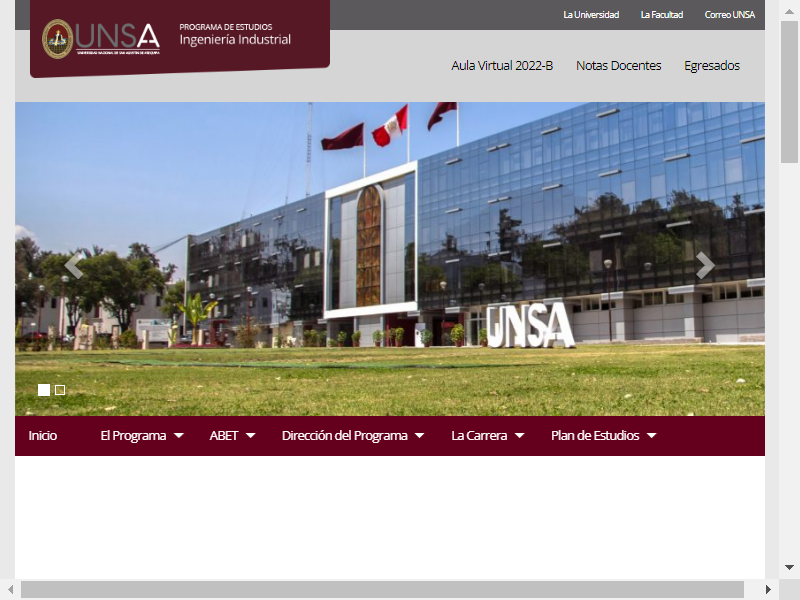 La Universidad La Facultad Correo UNSA
UNSA
UNIVERSIDAD NACIONAL DE SAN AGUSTÍN DE AREQUIPA
PROGRAMA DE ESTUDIOS
Ingeniería Industrial
Aula Virtual 2022-B Notas Docentes Egresados
UNSA
Inicio El Programa ABET Dirección del Programa La Carrera Plan de Estudios